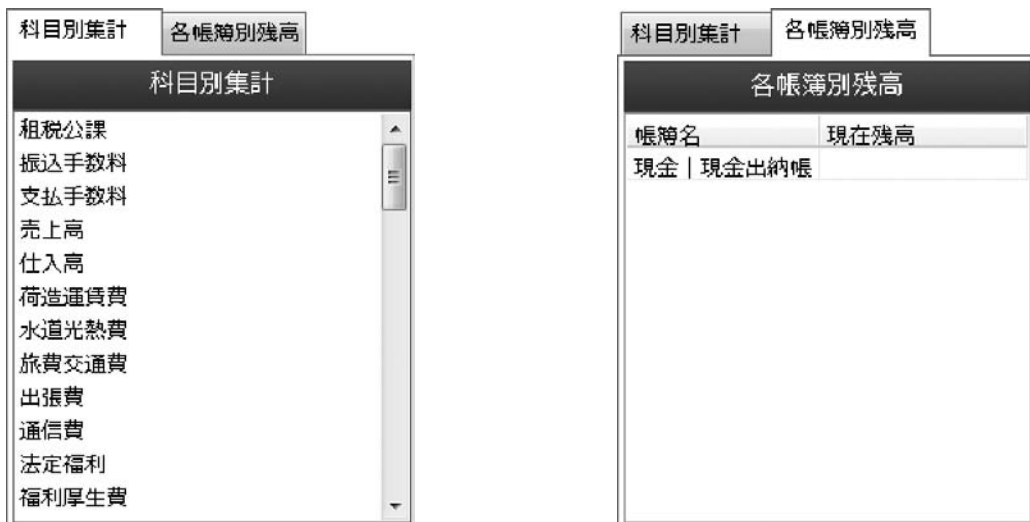 科目別集計
各帳簿別残高
科目別集計
租税公課
振込手数料
支払手数料
売上高
仕入高
荷造運賃費
水道光熱費
旅費交通費
出張費
通信費
法定福利
福利厚生費
科目別集計
各帳簿別残高
各帳簿別残高
帳簿名 現在残高
現金｜現金出納帳